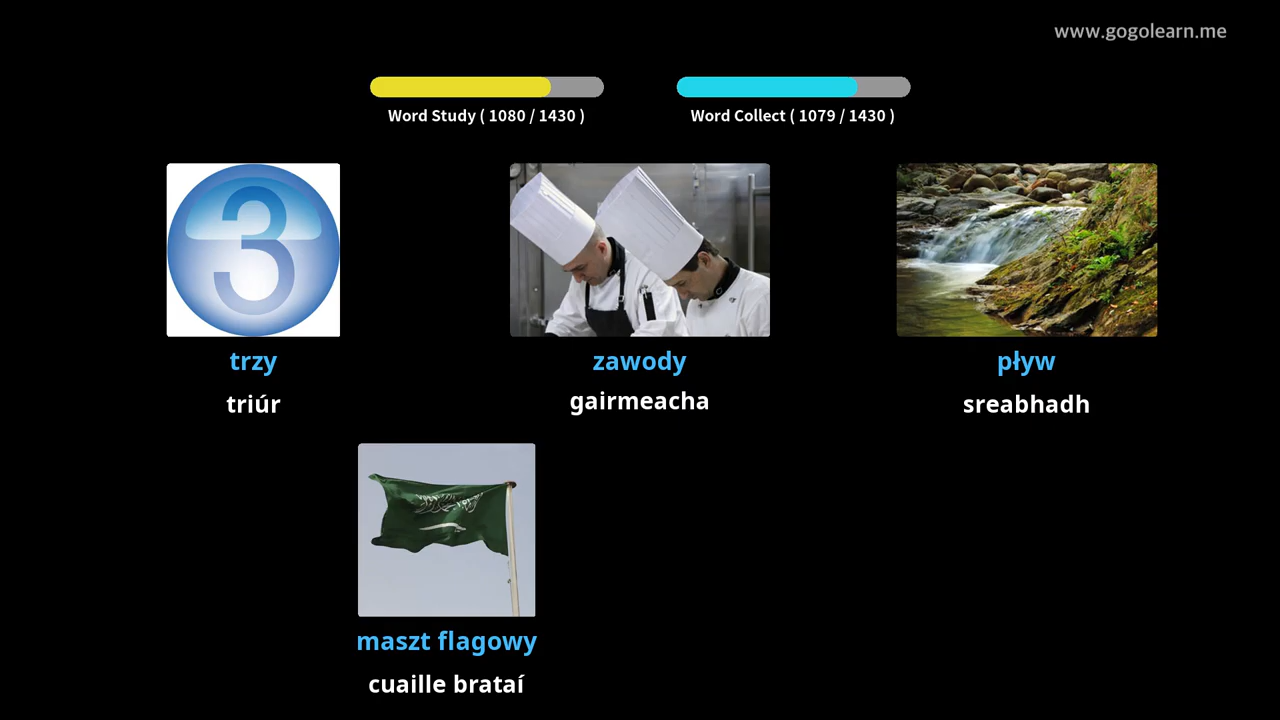 www.gogolearn.me
Word Study ( 1080 / 1430 )
Word Collect ( 1079 / 1430 )
3
trzy
triúr
zawody
gairmeacha
pływ
sreabhadh
maszt flagowy
cuaille brataí